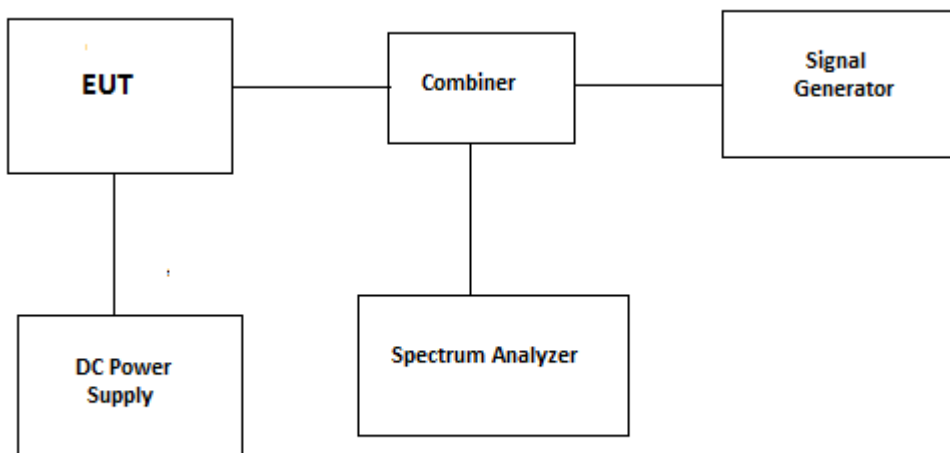 EUT
Combiner
Signal
Generator
DC Power
Supply
Spectrum Analyzer